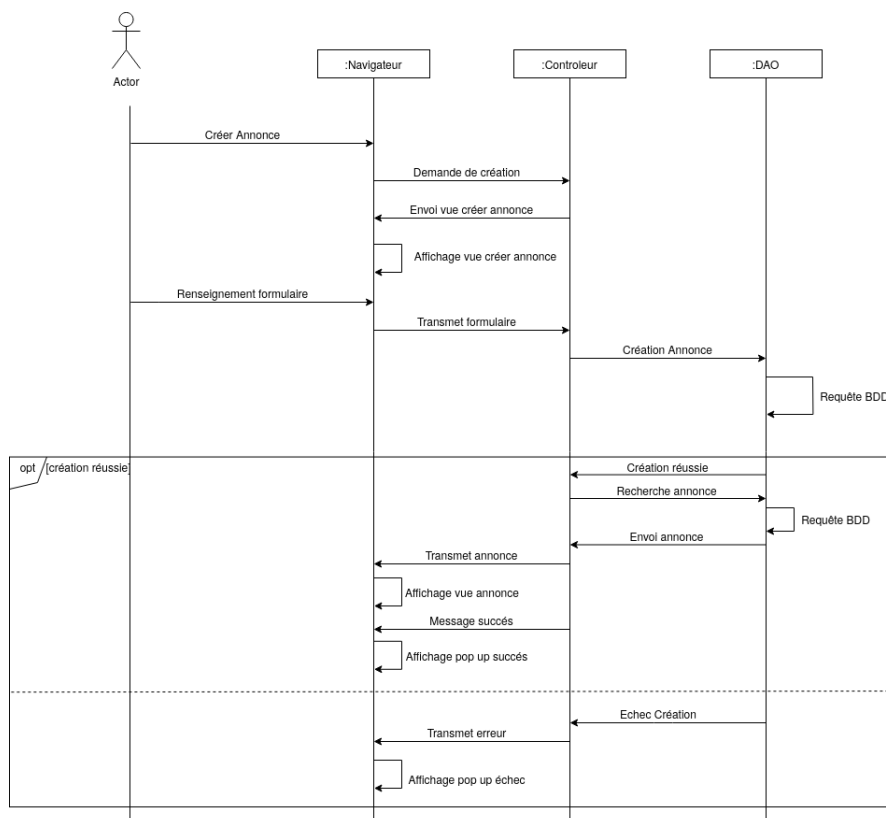 :Navigateur
:Controleur
:DAO
Actor
Créer Annonce
Demande de création
Envoi vue créer annonce
Affichage vue créer annonce
Renseignement formulaire
Transmet formulaire
Création Annonce
Requête BDD
opt
[création réussie]
Création réussie
Recherche annonce
Requête BDD
Envoi annonce
Transmet annonce
Affichage vue annonce
Message succés
Affichage pop up succés
Echec Création
Transmet erreur
Affichage pop up échec